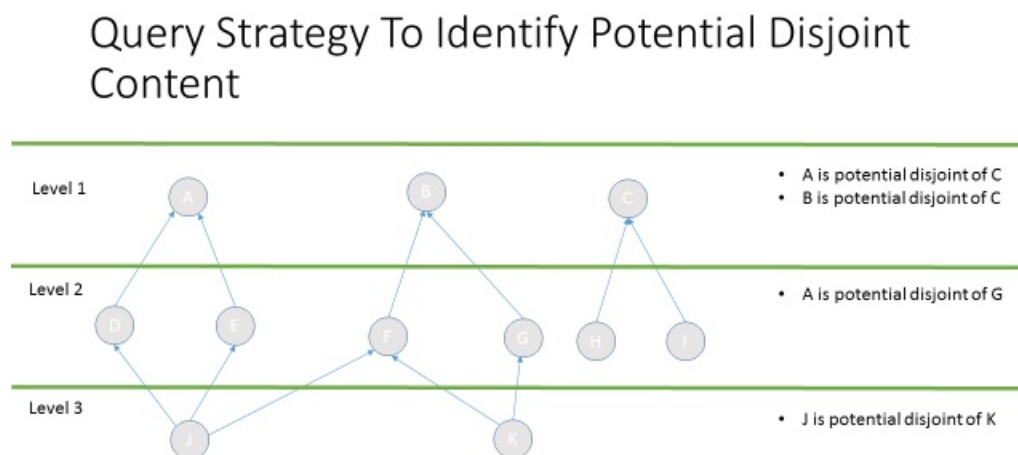 Query Strategy To Identify Potential Disjoint
Content
Level 1
A
B
C
• A is potential disjoint of C
• B is potential disjoint of C
Level 2
D
E
F
G
H
I
• A is potential disjoint of G
Level 3
J
K
• J is potential disjoint of K